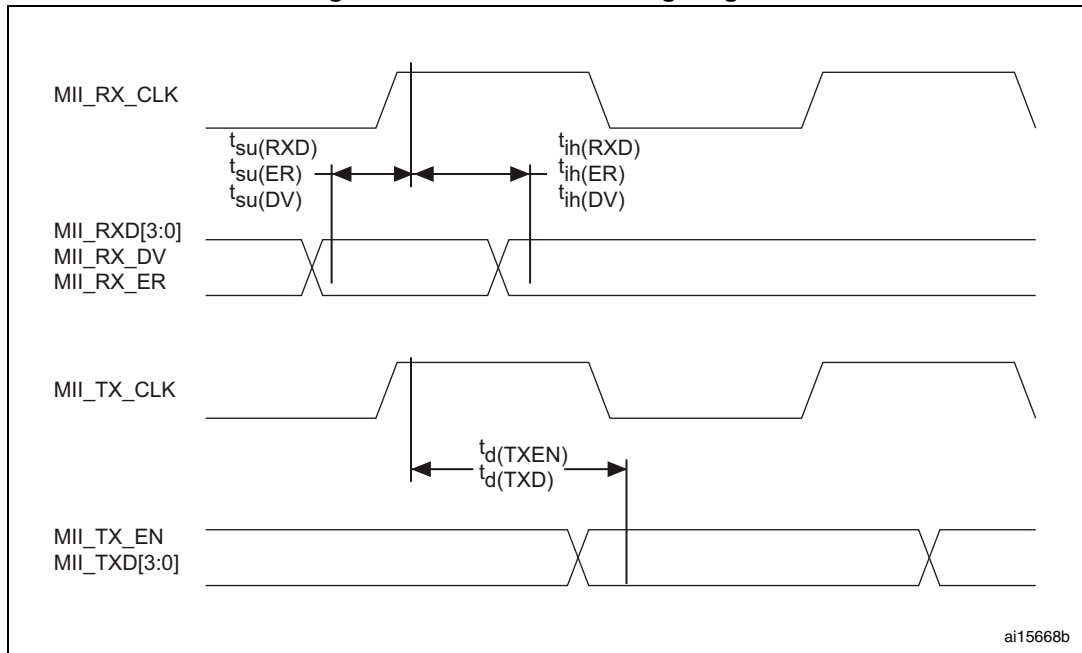 MII_RX_CLK
tsu(RXD)
tsu(ER)
tsu(DV)
tih(RXD)
tih(ER)
tih(DV)
MII_RXD[3:0]
MII_RX_DV
MII_RX_ER
MII_TX_CLK
td(TXEN)
td(TXD)
MII_TX_EN
MII_TXD[3:0]
ai15668b